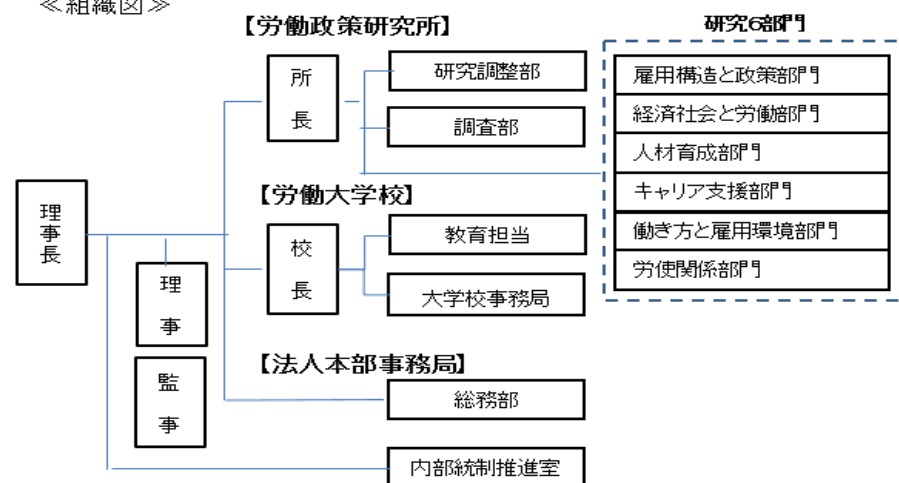 ≪組織図≫
【労働政策研究所】
研究6部門
所長
研究調整部
調査部
雇用構造と政策部門
経済社会と労働部門
人材育成部門
キャリア支援部門
働き方と雇用環境部門
労使関係部門
理事長
【労働大学校】
校長
教育担当
大学校事務局
理事
監事
【法人本部事務局】
総務部
内部統制推進室